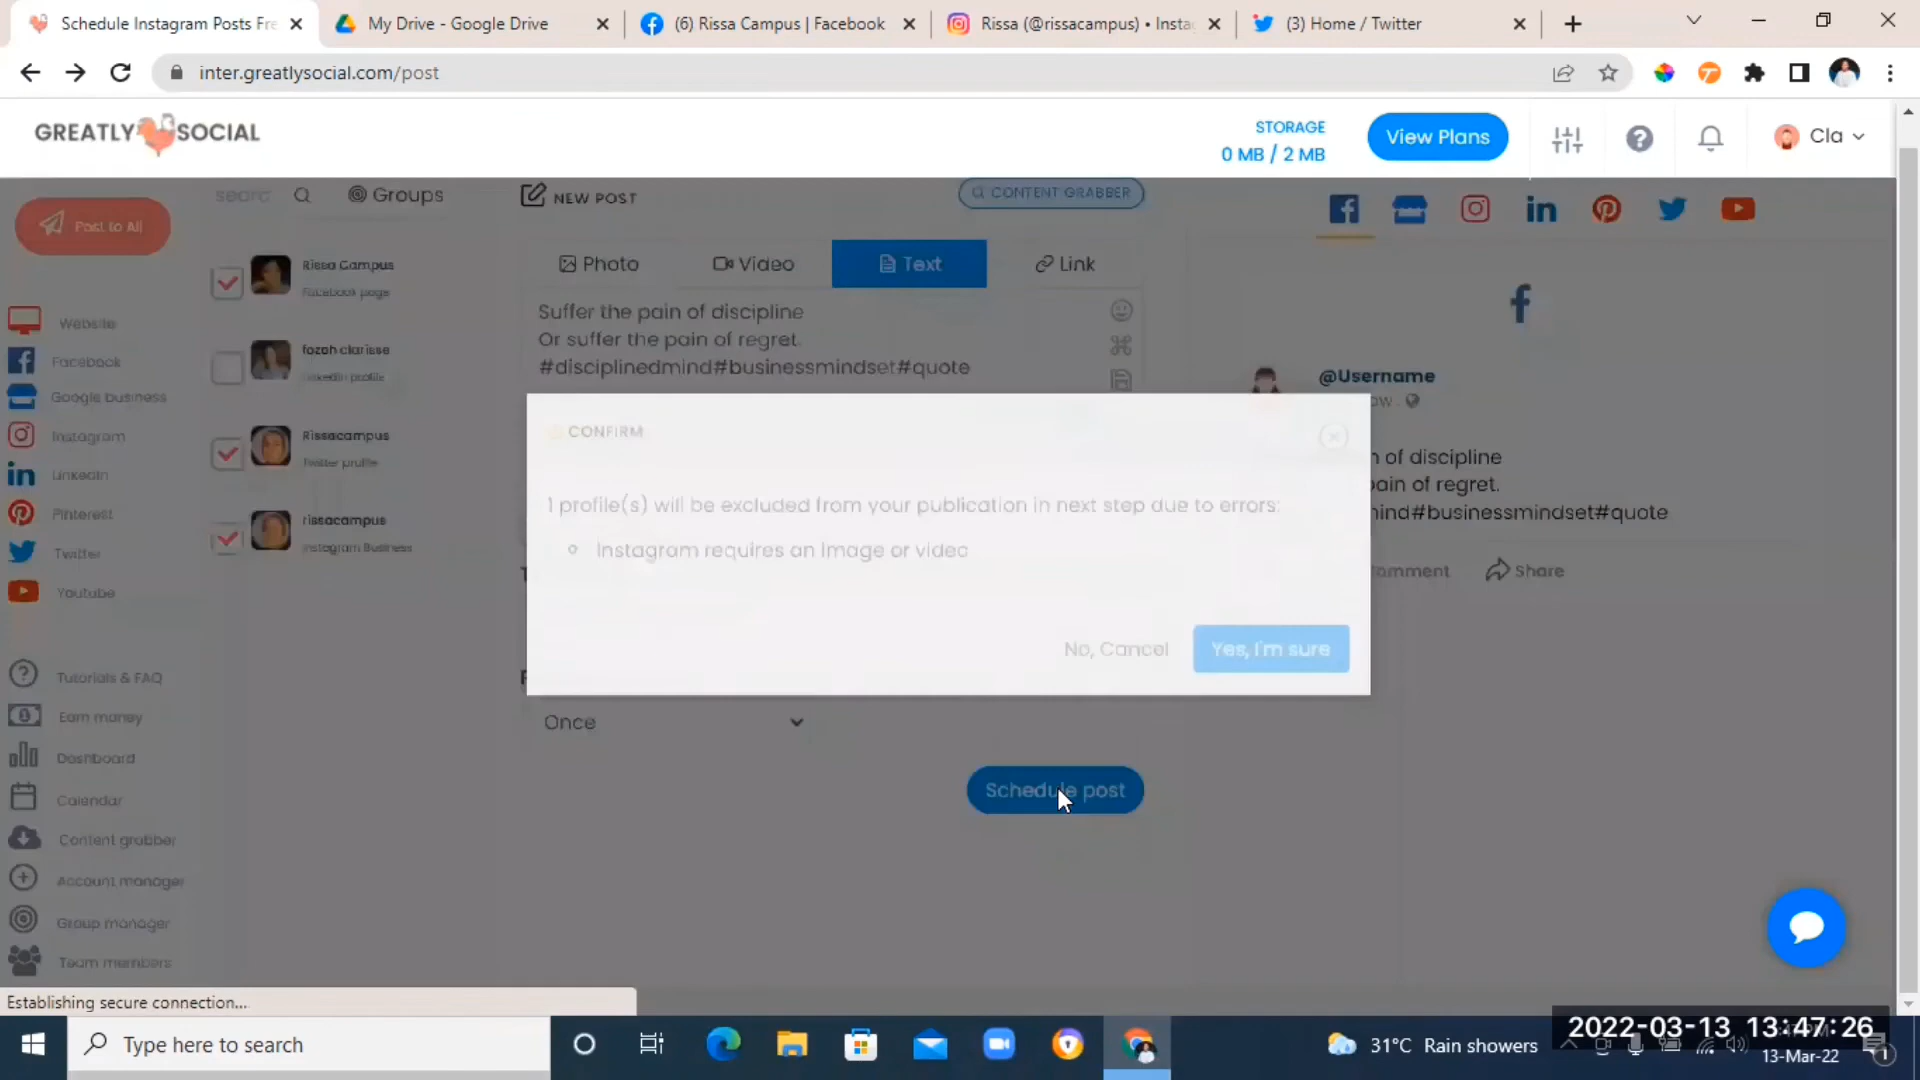 Schedule Instagram Posts Fre
My Drive - Google Drive
(6) Rissa Campus | Facebook
Rissa (@rissacampus) • Insta
(3) Home / Twitter
inter.greatlysocial.com/post
GREATLY SOCIAL
STORAGE
0 MB / 2 MB
View Plans
Cla
Post to All
Website
Facebook
Google business
Instagram
LinkedIn
Pinterest
Twitter
Youtube
Tutorials & FAQ
Earn money
Dashboard
Calendar
Content grabber
Account manager
Group manager
Team members
searc
Groups
Rissa Campus
Facebook page
fozoh clarisse
LinkedIn profile
Rissacampus
Twitter profile
rissacampus
Instagram Business
NEW POST
CONTENT GRABBER
Photo
Video
Text
Link
Suffer the pain of discipline
Or suffer the pain of regret.
#disciplinedmind#businessmindset#quote
CONFIRM
1 profile(s) will be excluded from your publication in next step due to errors:
Instagram requires an image or video
No, Cancel
Yes, I'm sure
Once
Schedule post
@Username
ow .
n of discipline
pain of regret.
mind#businessmindset#quote
omment
Share
Establishing secure connection...
Type here to search
31°C Rain showers
2022-03-13 13:47:26
13-Mar-22
1